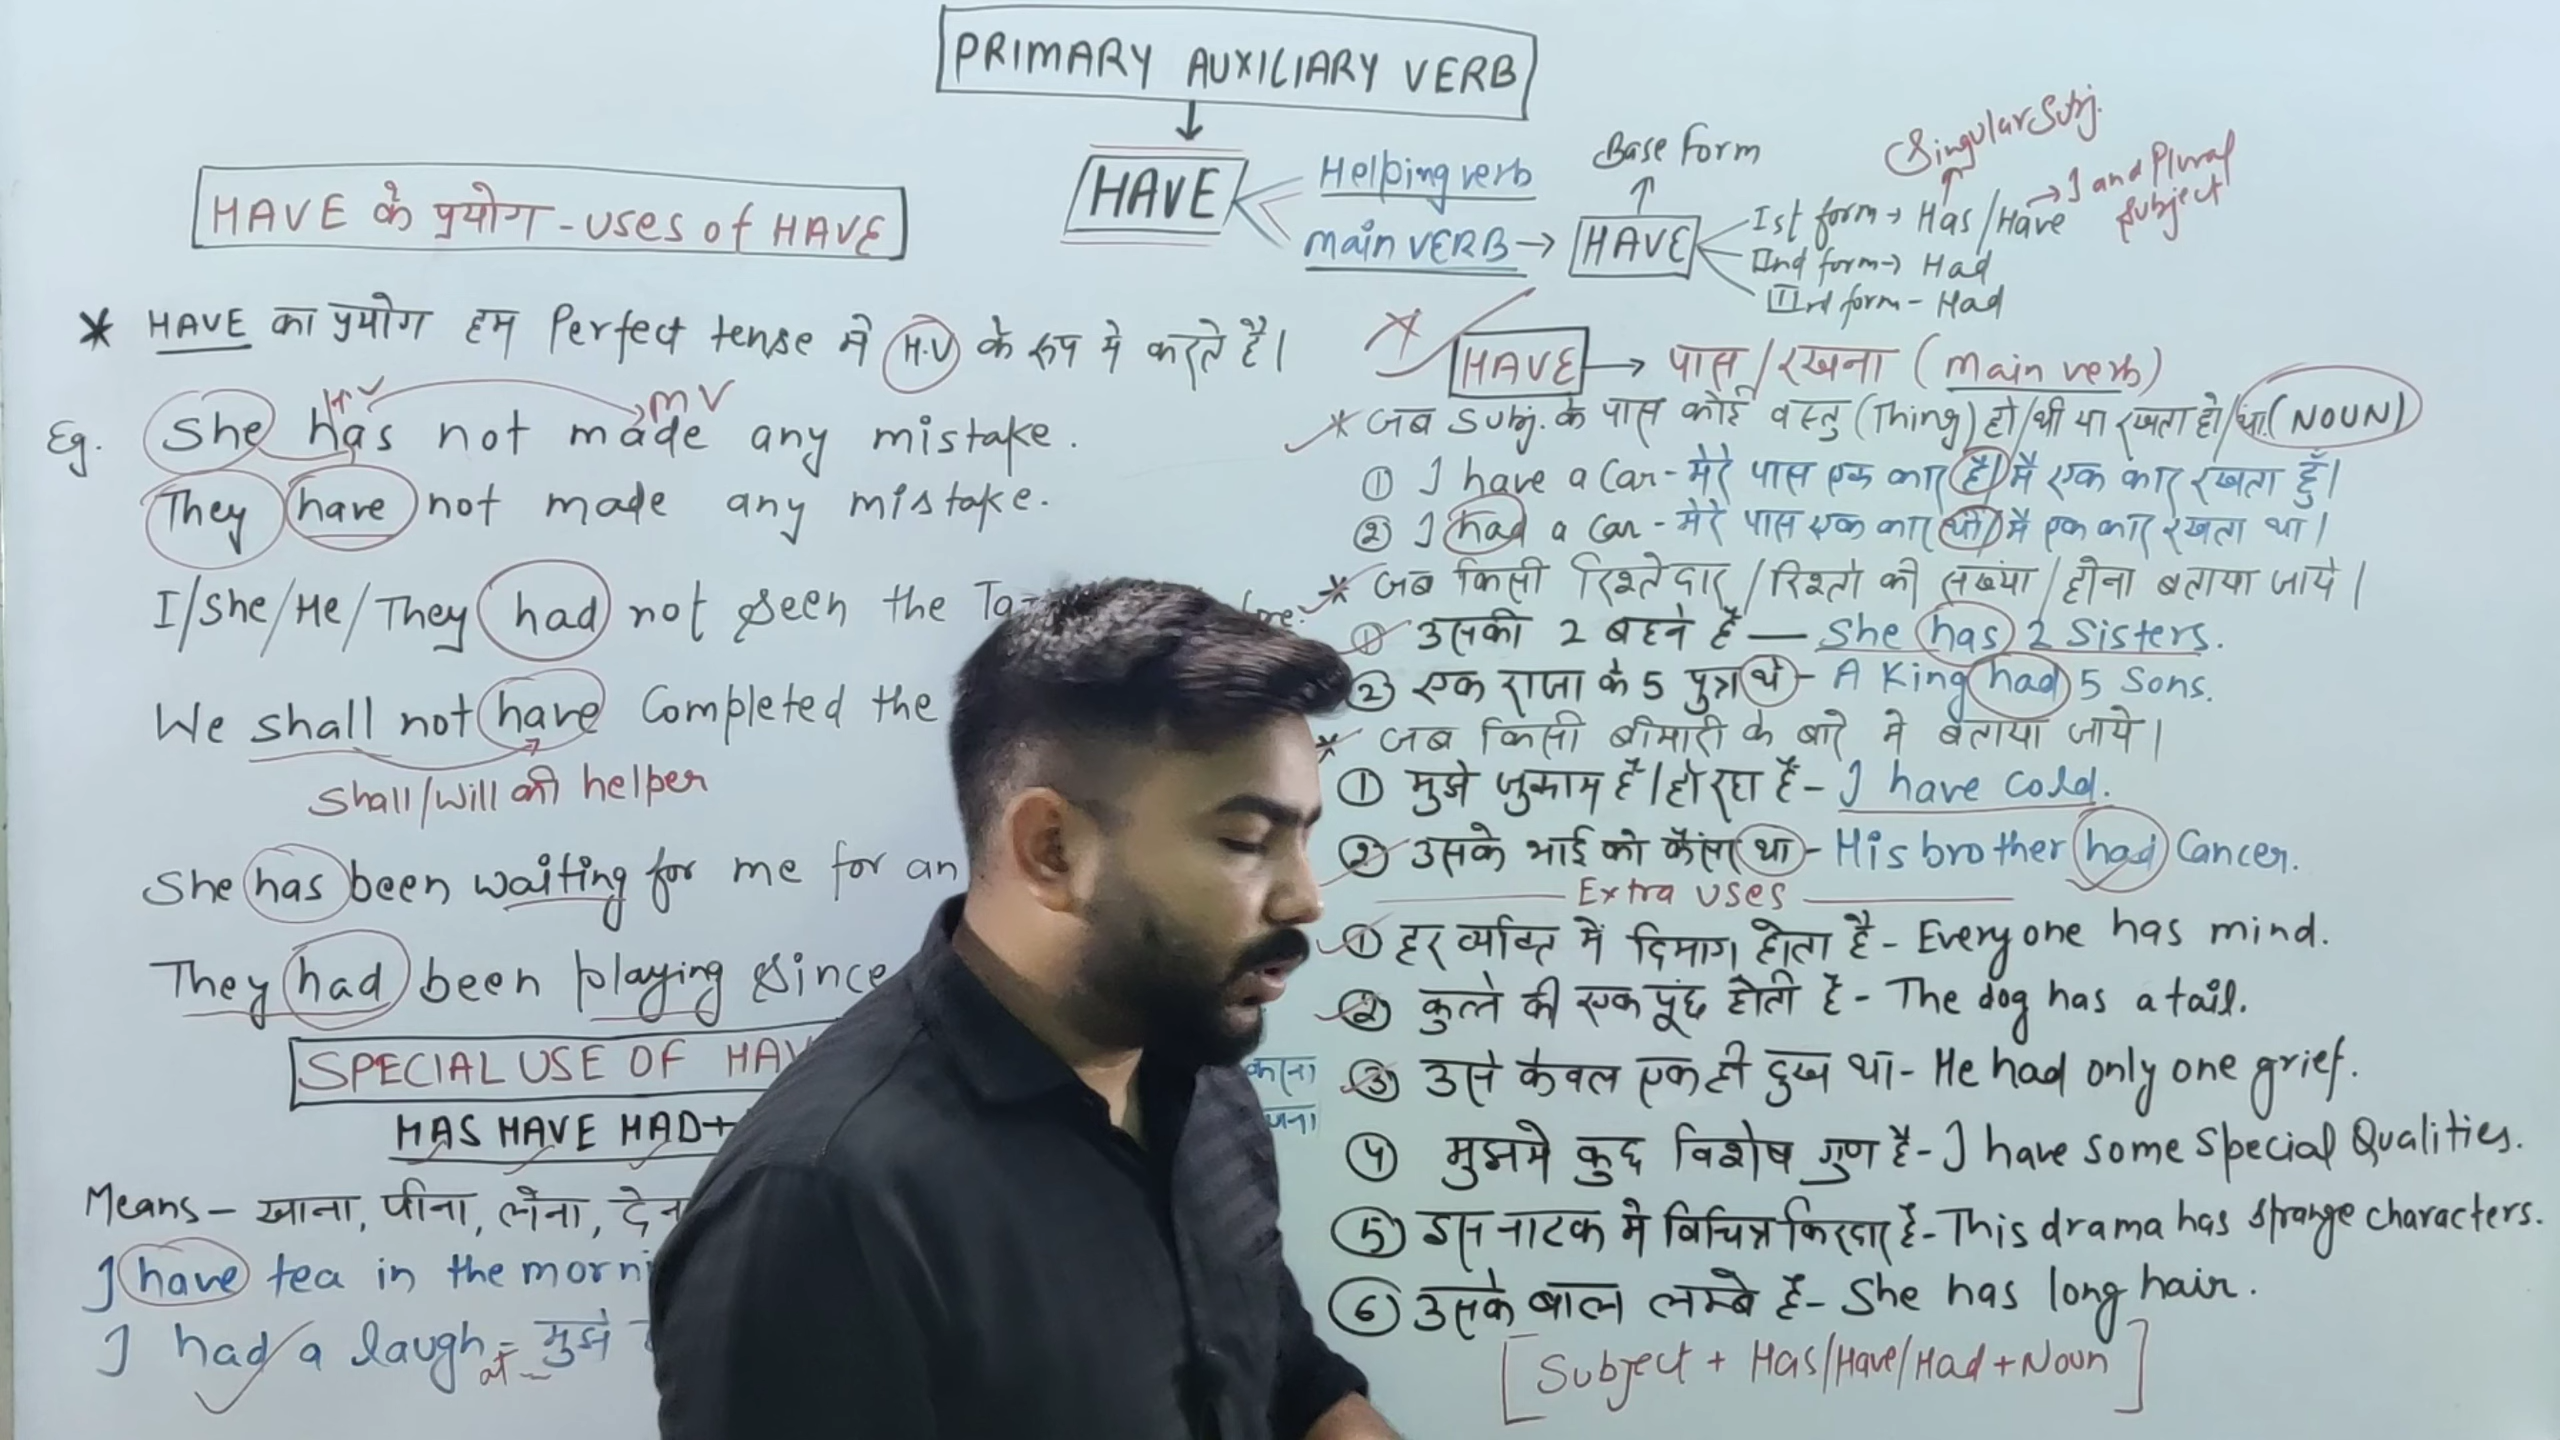 PRIMARY AUXILIARY VERB
HAVE
Helping verb
main VERB → HAVE
Base form
Ist form → Has/Have
Singular Subj.
I and Plural Subject
IInd form → Had
IIIrd form - Had
HAVE के प्रयोग - uses of HAVE
* HAVE का प्रयोग हम Perfect tense मे H.V के रूप मे करते है।
H.V
M V
Eg. She has not made any mistake.
They have not made any mistake.
I/She/He/They had not seen the
We shall not have completed the
Shall/will की helper
She has been waiting for me for an
They had been playing since
SPECIAL USE OF
HAS HAVE HAD+
Means - खाना, पीना, लेना,
I have tea in the
I had a laugh = मुझे
at
HAVE → पास/रखना (main verb)
* जब Subj. के पास कोई वस्तु (Thing) हो/थी या रखता हो/था (NOUN)
① I have a Car - मेरे पास एक कार है। मै एक कार रखता हुँ।
② I had a Car - मेरे पास एक कार थी। मै एक कार रखता था।
* जब किसी रिश्तेदार/रिश्तो की संख्या/होना बताया जाये।
① उसकी 2 बहने है — She has 2 Sisters.
② एक राजा के 5 पुत्र थे - A King had 5 Sons.
* जब किसी बीमारी के बारे मे बताया जाये।
① मुझे जुकाम है/हो रहा है - I have cold.
② उसके भाई को कैंसर था - His brother had Cancer.
Extra uses
① हर व्यक्ति में दिमाग होता है - Everyone has mind.
② कुत्ते की एक पूंछ होती है - The dog has a tail.
③ उसे केवल एक ही दुख था - He had only one grief.
④ मुझमे कुछ विशेष गुण है - I have some Special Qualities.
⑤ इस नाटक मे विचित्र किरदार है - This drama has strange characters.
⑥ उसके बाल लम्बे है - She has long hair.
[Subject + Has/Have/Had + Noun]